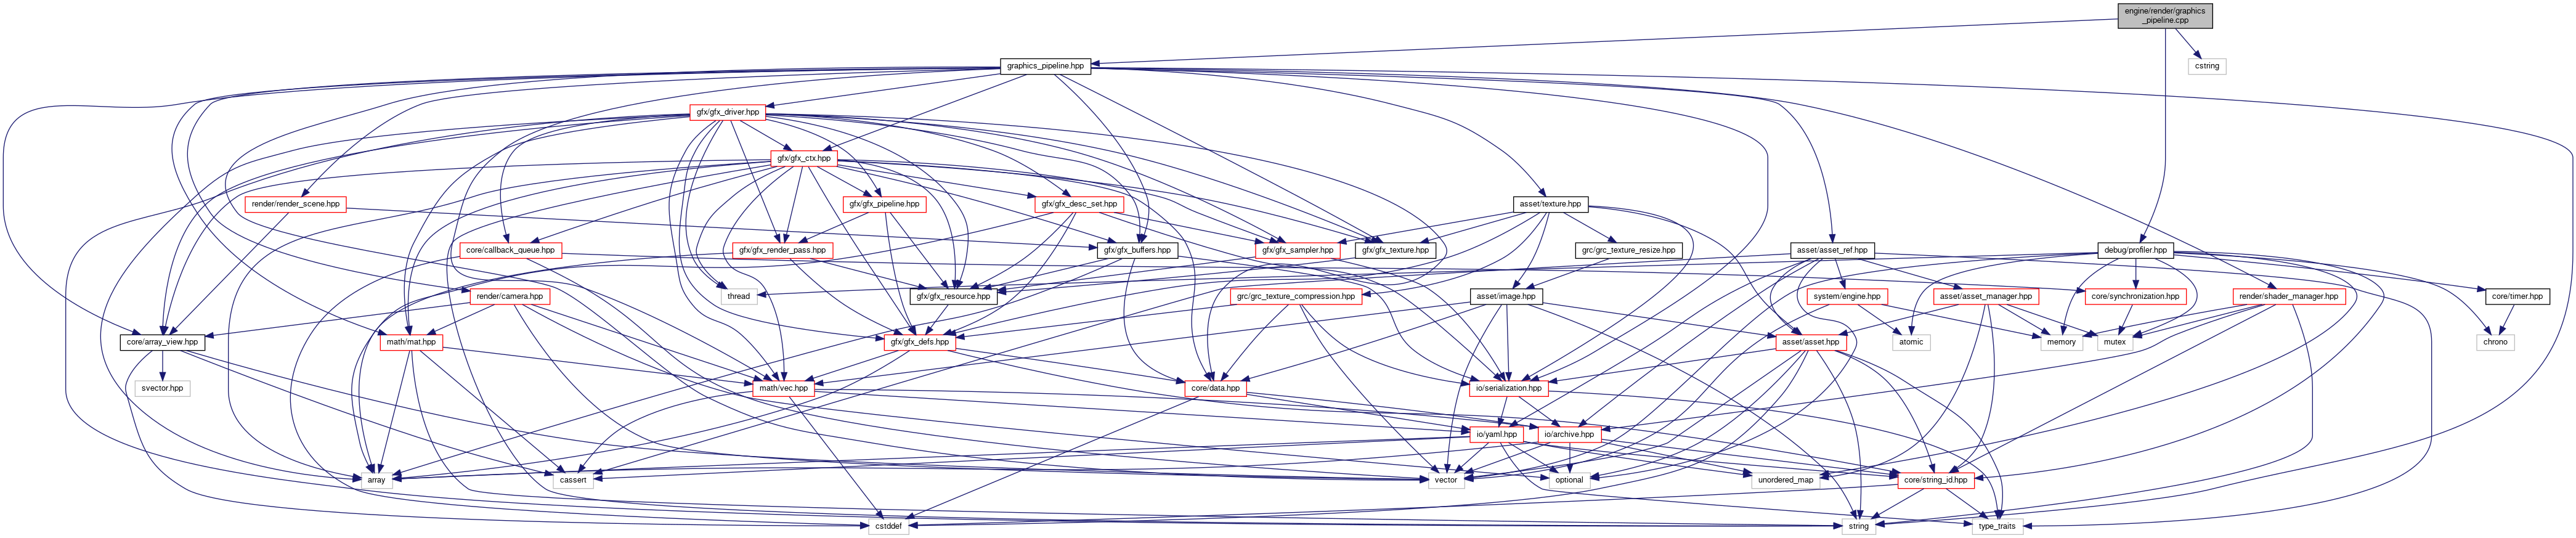 engine/render/graphics
_pipeline.cpp
graphics_pipeline.hpp
cstring
gfx/gfx_driver.hpp
gfx/gfx_ctx.hpp
render/render_scene.hpp
gfx/gfx_pipeline.hpp
gfx/gfx_desc_set.hpp
asset/texture.hpp
core/callback_queue.hpp
gfx/gfx_render_pass.hpp
gfx/gfx_buffers.hpp
gfx/gfx_sampler.hpp
gfx/gfx_texture.hpp
grc/grc_texture_resize.hpp
asset/asset_ref.hpp
debug/profiler.hpp
render/camera.hpp
thread
gfx/gfx_resource.hpp
grc/grc_texture_compression.hpp
asset/image.hpp
system/engine.hpp
asset/asset_manager.hpp
core/synchronization.hpp
render/shader_manager.hpp
core/timer.hpp
core/array_view.hpp
math/mat.hpp
gfx/gfx_defs.hpp
asset/asset.hpp
atomic
memory
mutex
chrono
svector.hpp
math/vec.hpp
core/data.hpp
io/serialization.hpp
io/yaml.hpp
io/archive.hpp
array
cassert
vector
optional
unordered_map
core/string_id.hpp
cstddef
string
type_traits